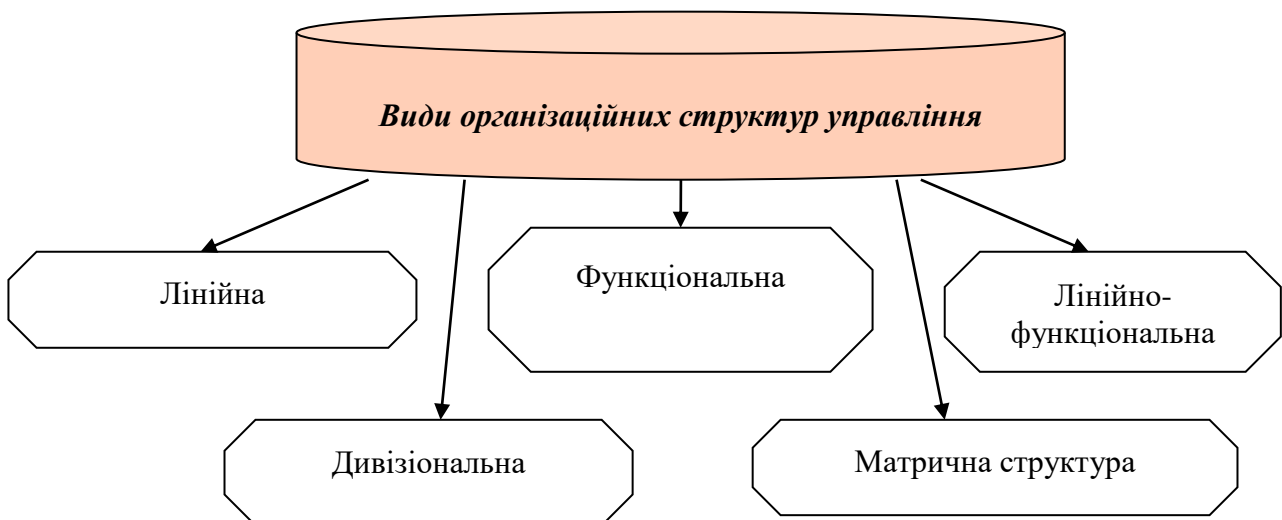 Види організаційних структур управління
Лінійна
Функціональна
Лінійно-
функціональна
Дивізіональна
Матрична структура